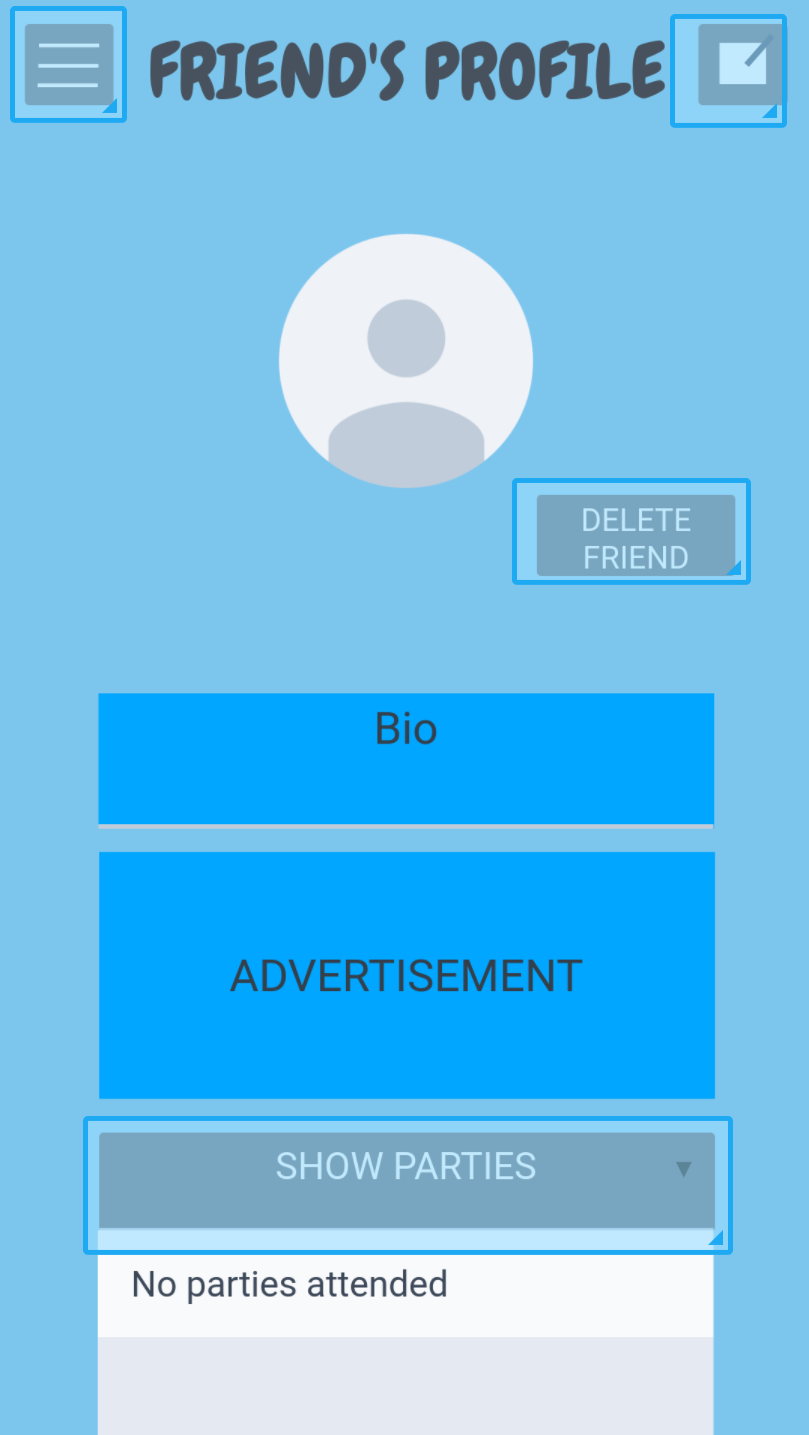 FRIEND'S PROFILE
DELETE
FRIEND
Bio
ADVERTISEMENT
SHOW PARTIES ▼
No parties attended